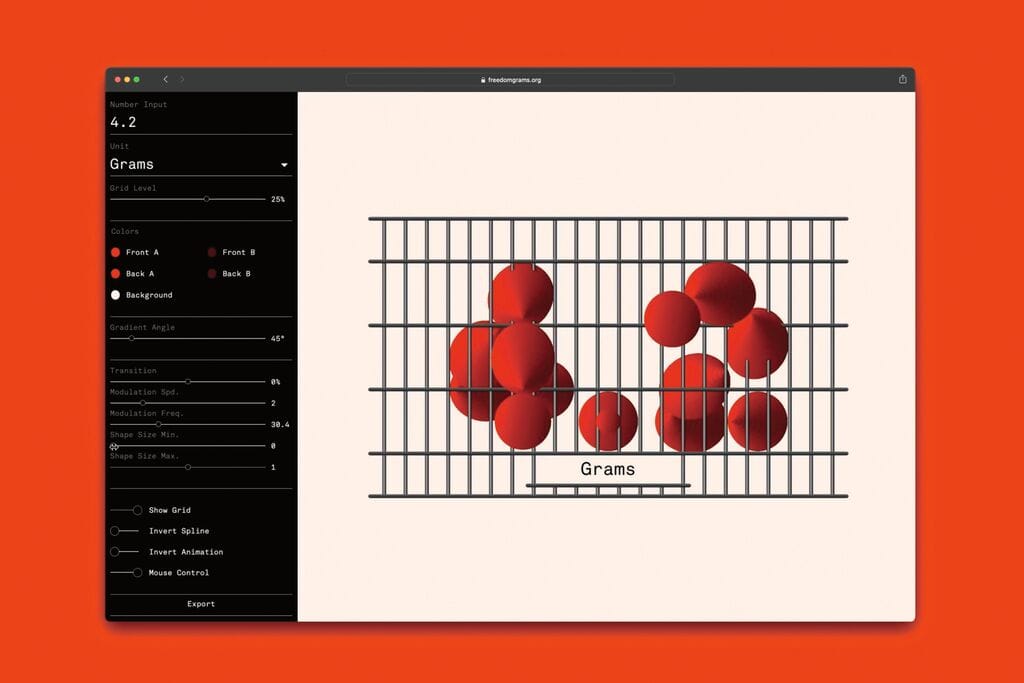 freedomgrams.org
Number Input
4.2
Unit
Grams
Grid Level
25%
Colors
Front A Front B
Back A Back B
Background
Gradient Angle
45°
Transition
0%
Modulation Spd.
2
Modulation Freq.
30.4
Shape Size Min.
0
Shape Size Max.
1
Show Grid
Invert Spline
Invert Animation
Mouse Control
Export
4.2
Grams